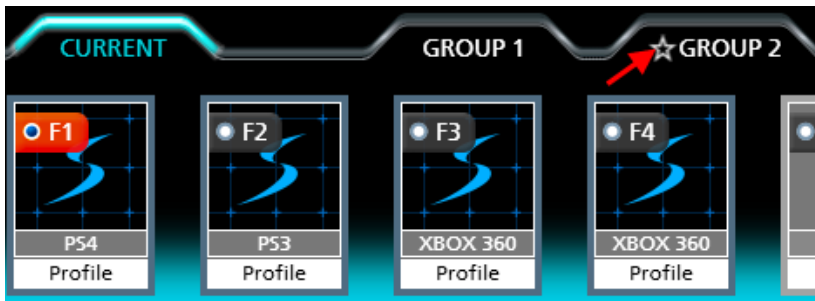 CURRENT GROUP 1 GROUP 2
F1 F2 F3 F4
PS4 PS3 XBOX 360 XBOX 360
Profile Profile Profile Profile